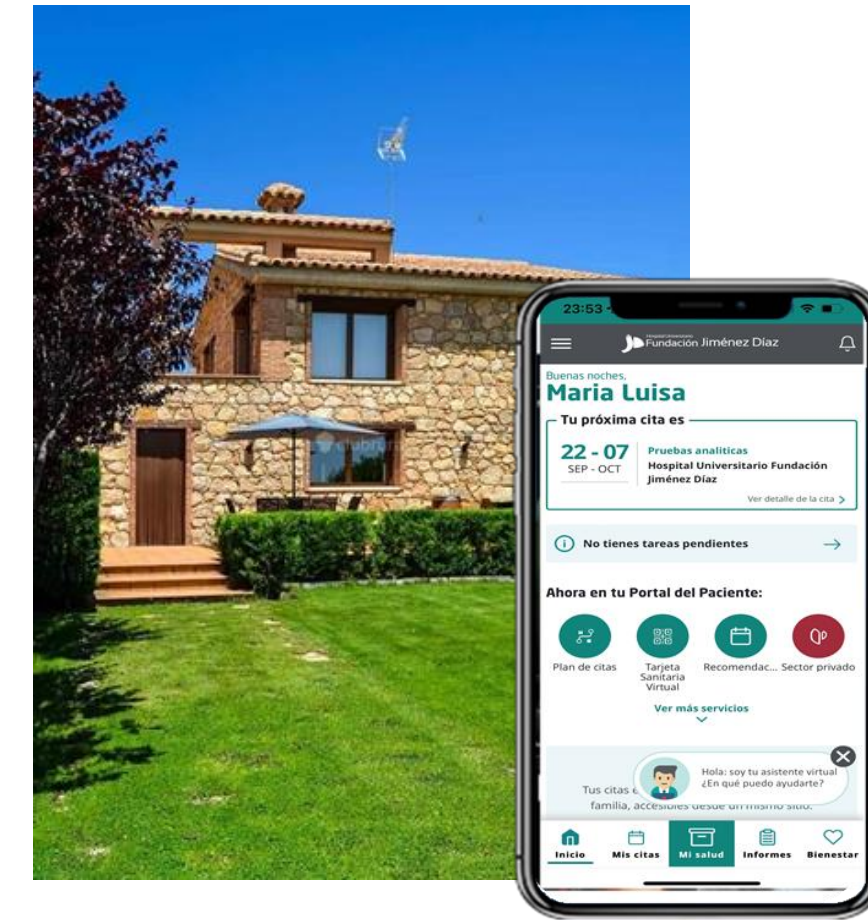 clubrural
23:53
Hospital Universitario
Fundación Jiménez Díaz
Buenas noches,
Maria Luisa
Tu próxima cita es
22 - 07
SEP - OCT
Pruebas analiticas
Hospital Universitario Fundación
Jiménez Díaz
Ver detalle de la cita
No tienes tareas pendientes
Ahora en tu Portal del Paciente:
Plan de citas
Tarjeta
Sanitaria
Virtual
Recomendac...
Sector privado
Ver más servicios
Hola: soy tu asistente virtual
¿En qué puedo ayudarte?
Tus citas
familia, accesibles desde un mismo sitio.
Inicio
Mis citas
Mi salud
Informes
Bienestar